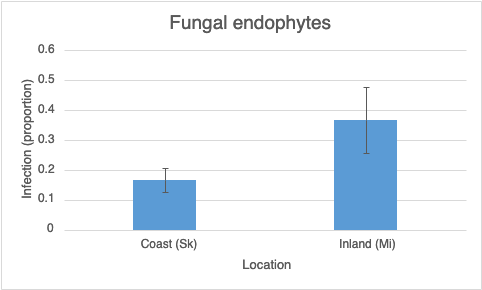 Fungal endophytes
0.6
0.5
0.4
0.3
0.2
0.1
0
Infection (proportion)
Coast (Sk)
Inland (Mi)
Location